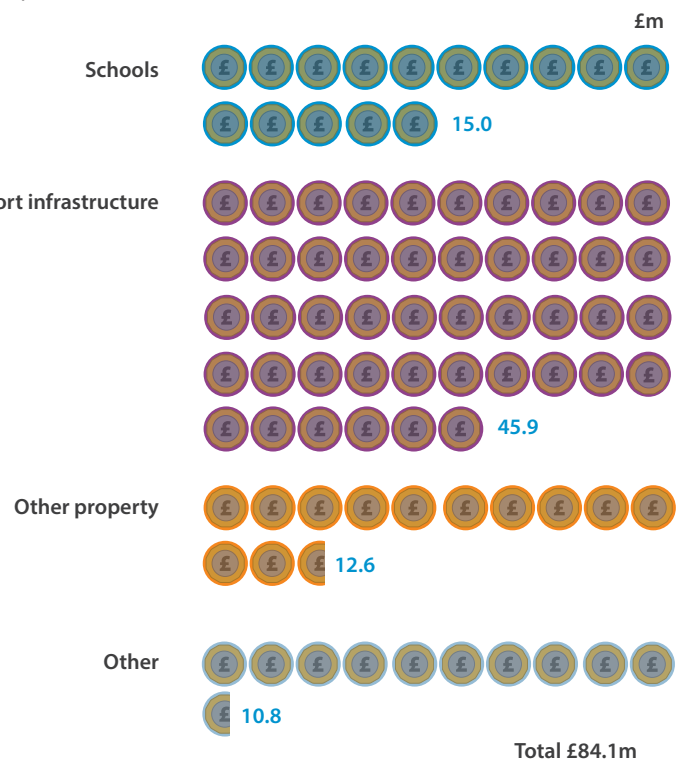 £m
Schools
15.0
ort infrastructure
45.9
Other property
12.6
Other
10.8
Total £84.1m